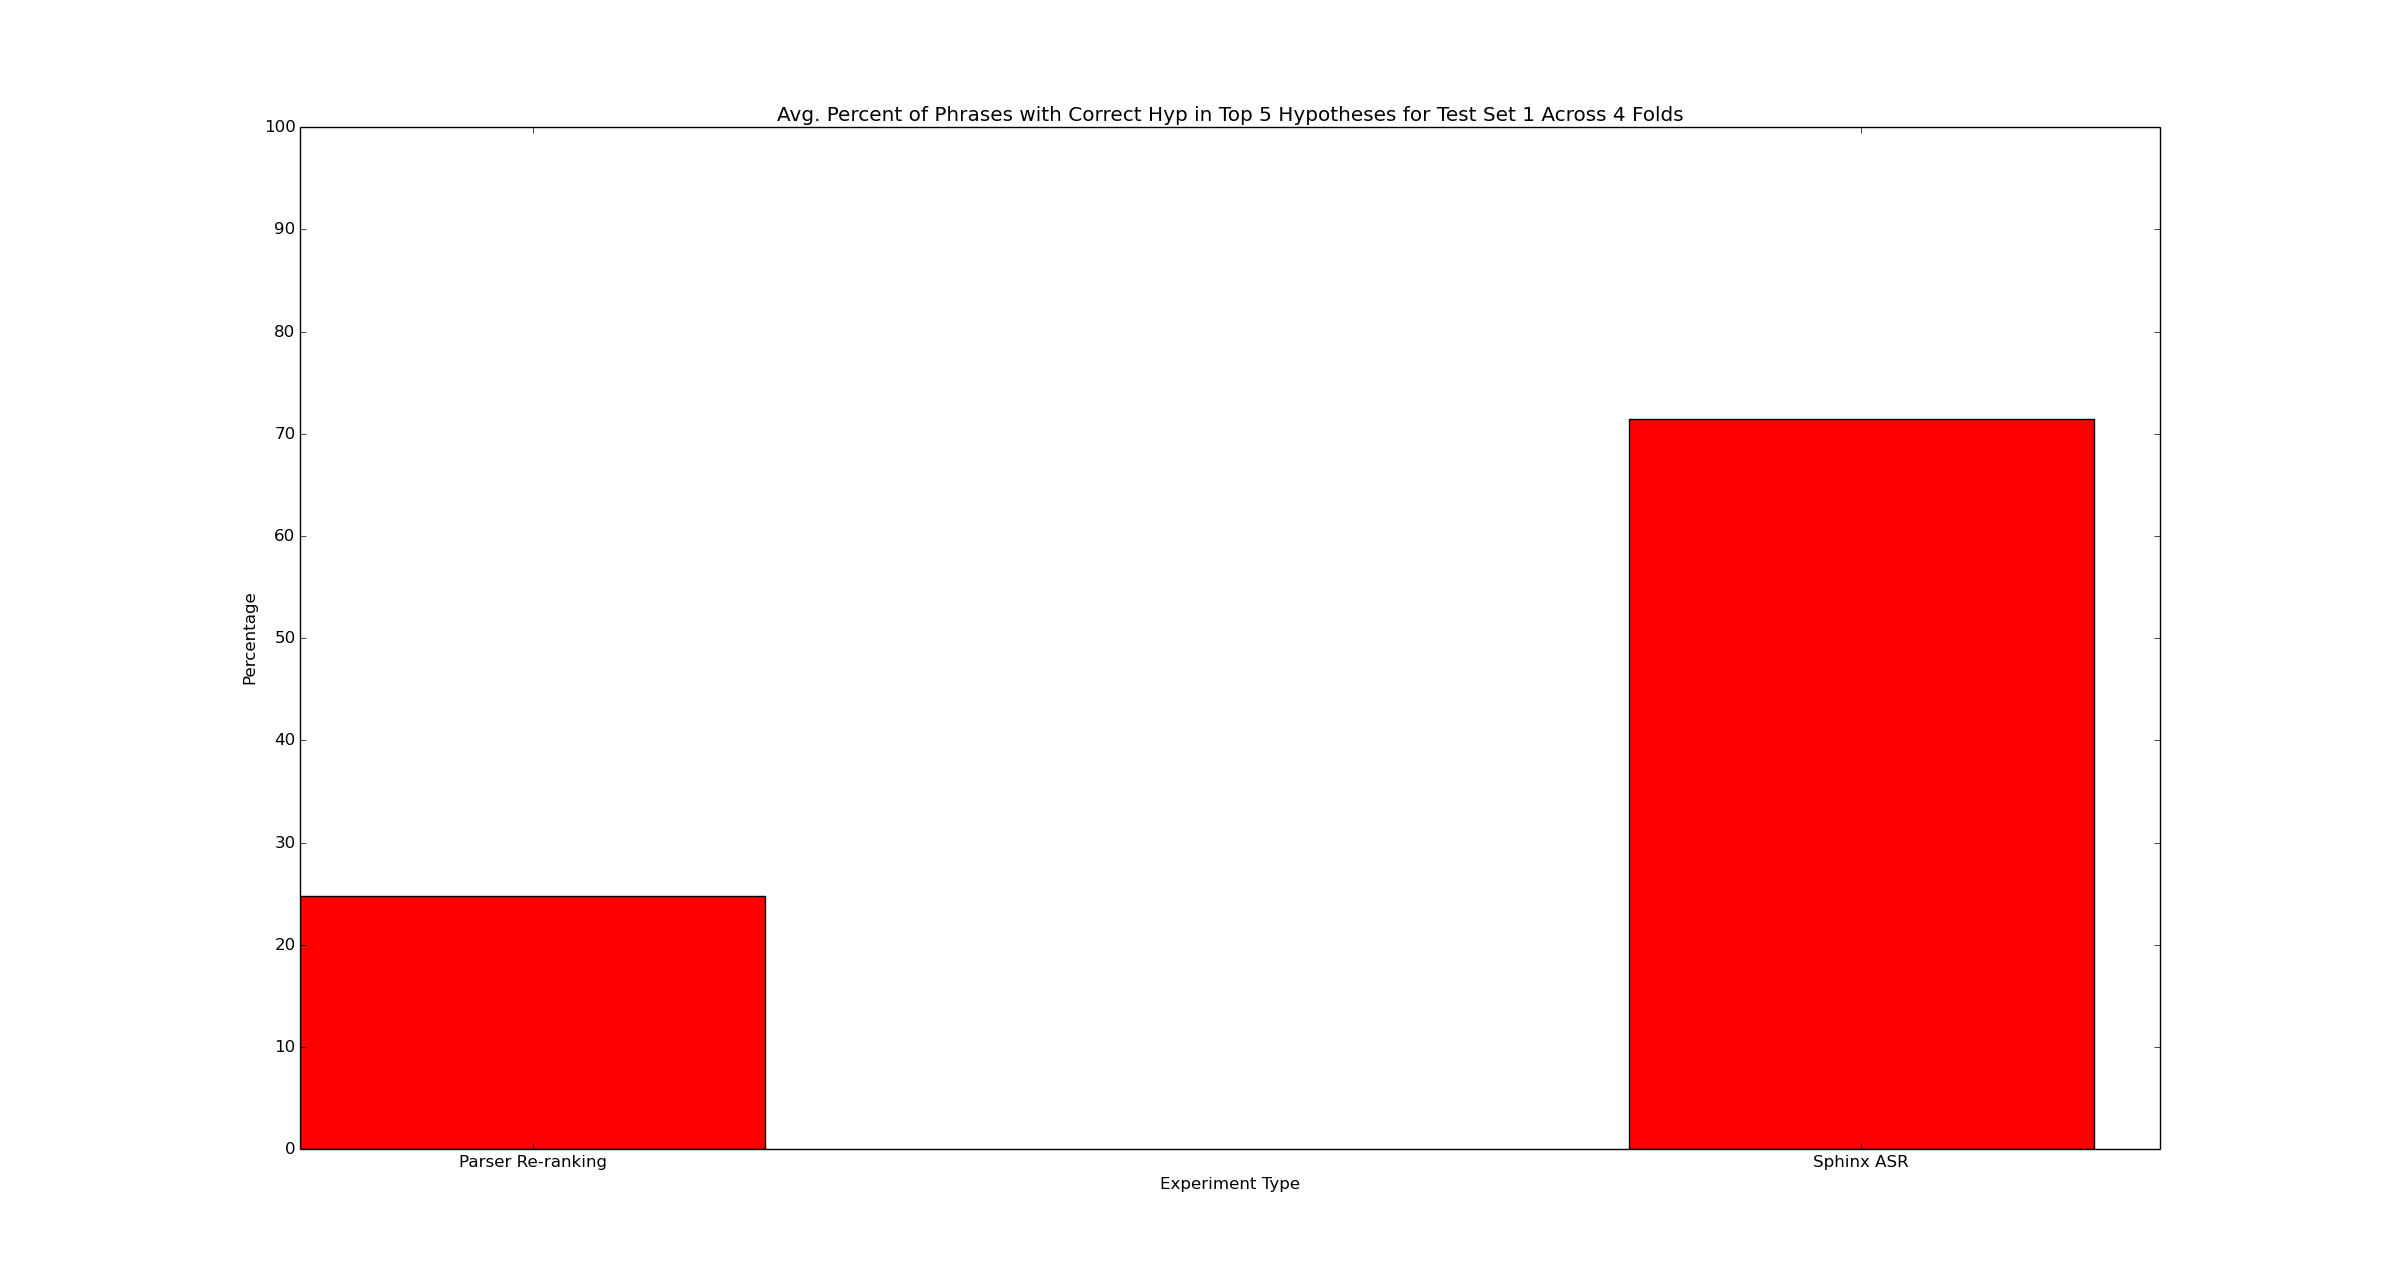 Avg. Percent of Phrases with Correct Hyp in Top 5 Hypotheses for Test Set 1 Across 4 Folds
100
90
80
70
60
50
40
30
20
10
0
Percentage
Parser Re-ranking
Sphinx ASR
Experiment Type